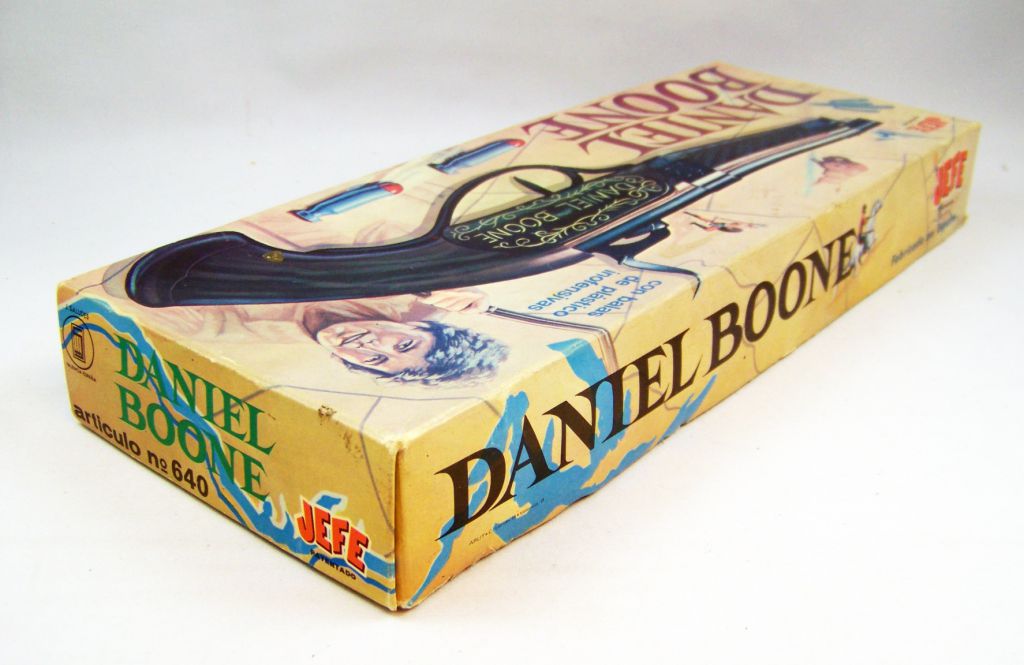 DANIEL
BOONE
DANIEL
BOONE
con balas
de plástico
inofensivas
JEFE
DANIEL BOONE
DANIEL
BOONE
articulo nº 640
JEFE
PATENTADO